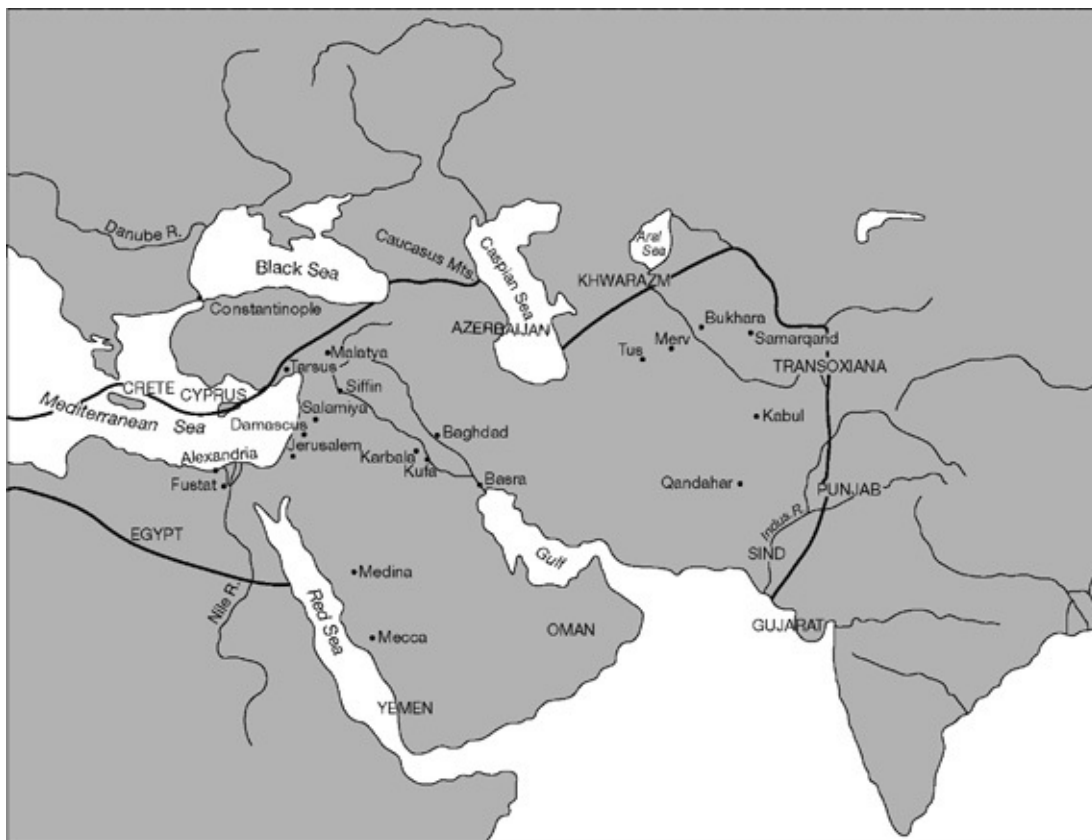 Danube R.
Black Sea
Caucasus Mts.
Caspian Sea
Aral Sea
KHWARAZM
Constantinople
AZERBAIJAN
Bukhara
Samarqand
Merv
Tus
TRANSOXIANA
Malatya
Tarsus
Siffin
CRETE
CYPRUS
Mediterranean Sea
Salamiya
Damascus
Jerusalem
Baghdad
Karbala
Kufa
Basra
Kabul
Qandahar
PUNJAB
Indus R.
SIND
GUJARAT
Alexandria
Fustat
EGYPT
Nile R.
Red Sea
Gulf
Medina
Mecca
OMAN
YEMEN